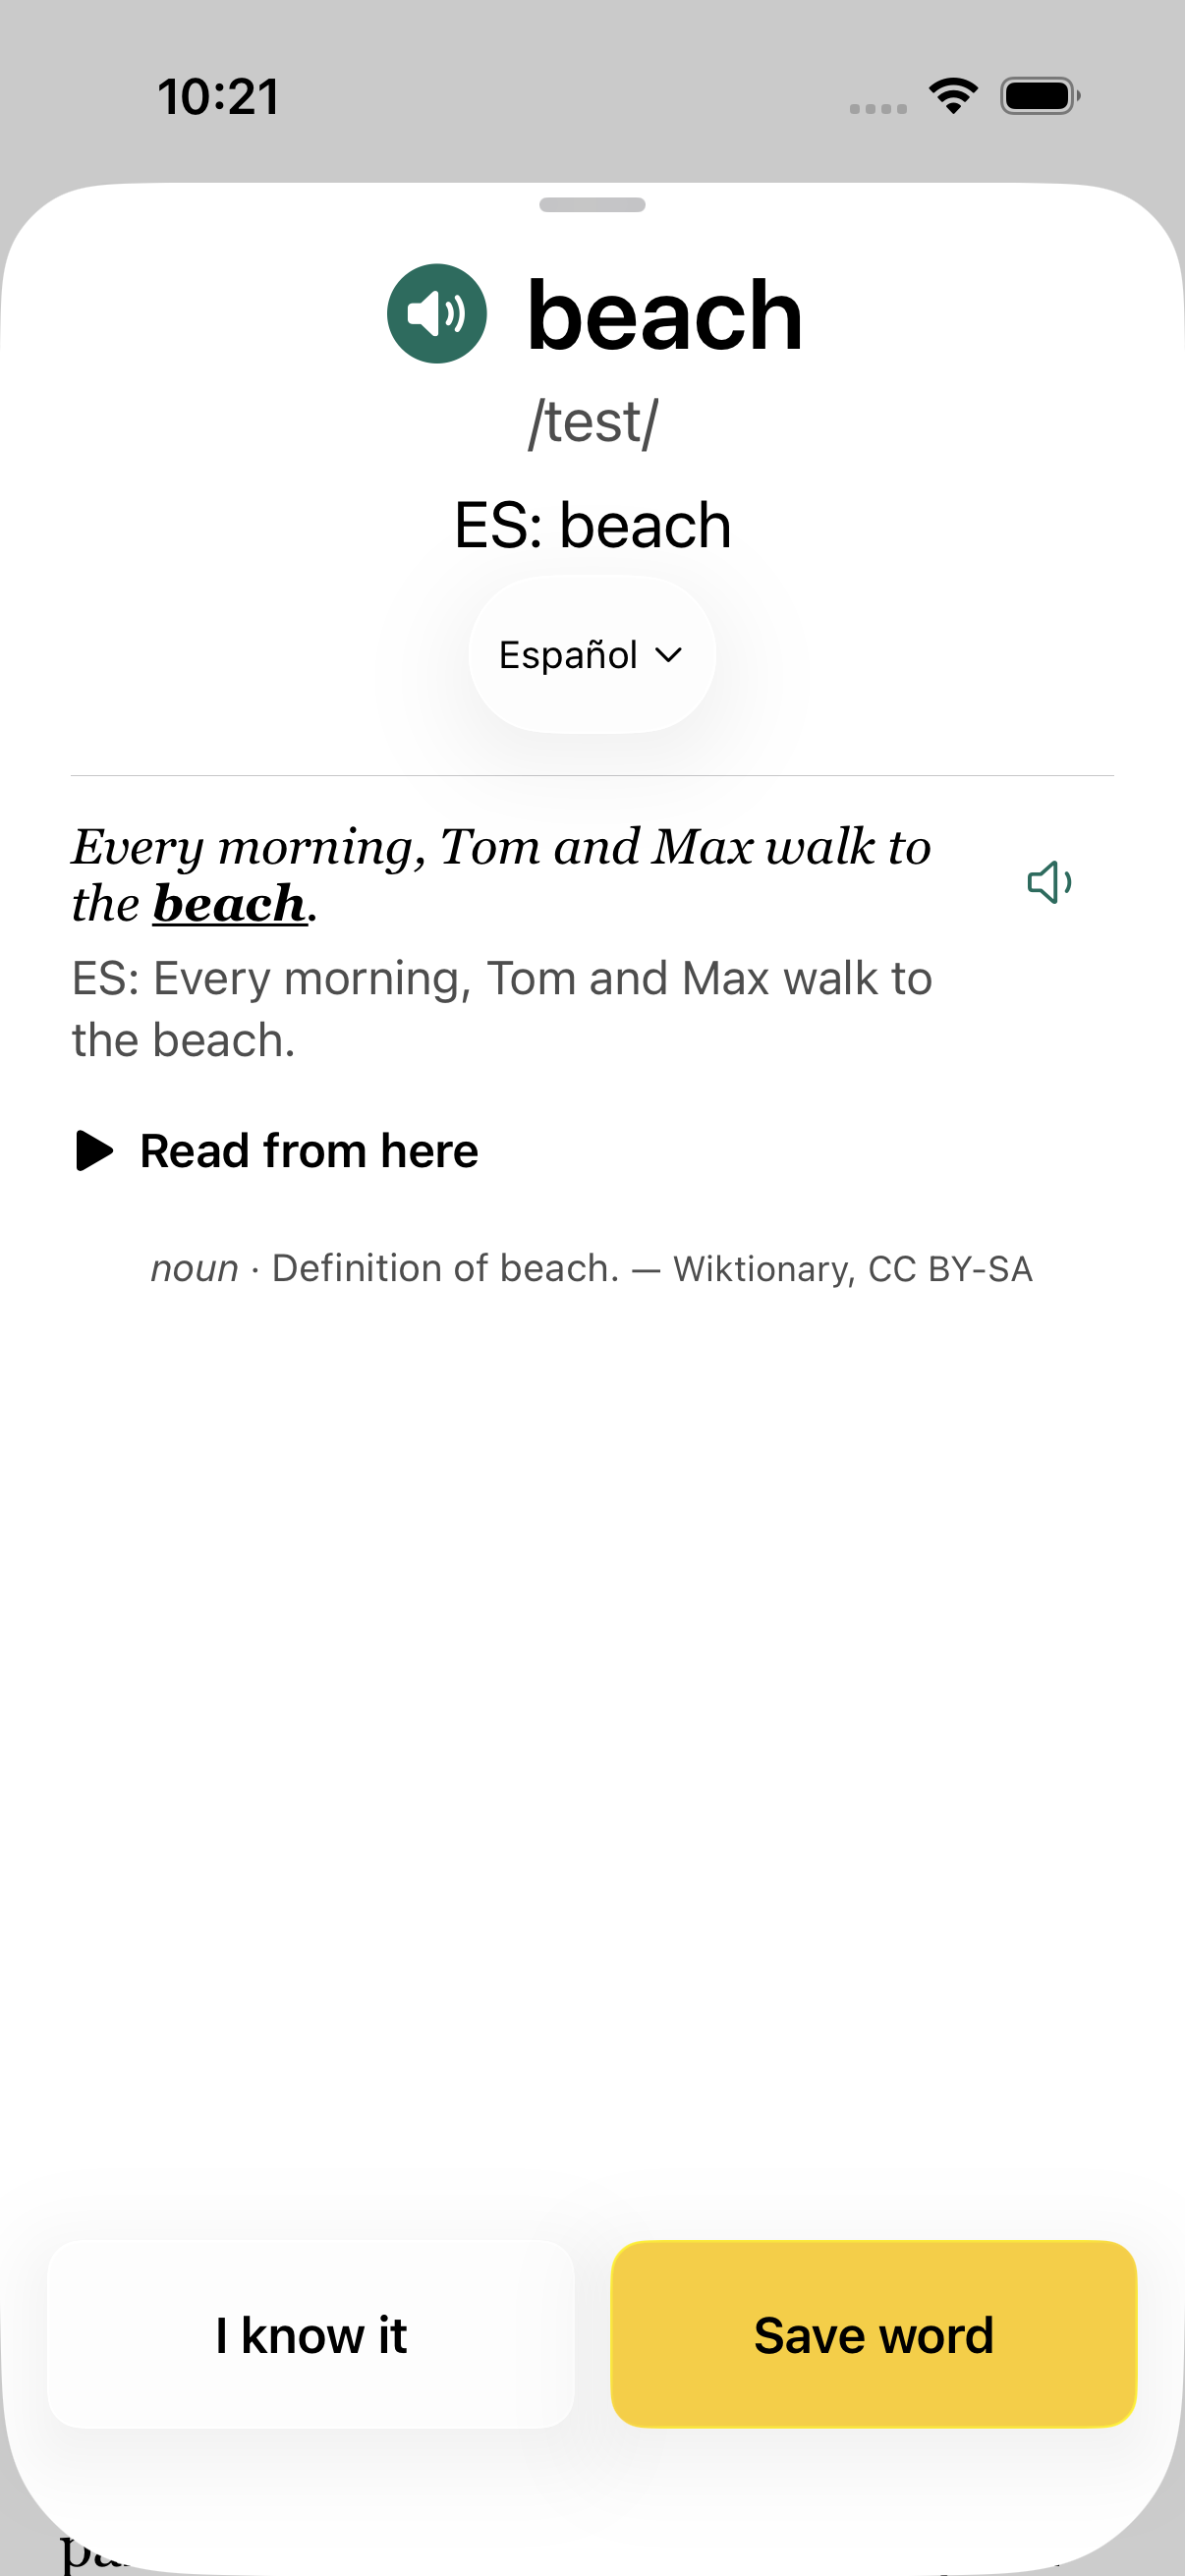 10:21
beach
/test/
ES: beach
Español
Every morning, Tom and Max walk to
the beach.
ES: Every morning, Tom and Max walk to
the beach.
Read from here
noun · Definition of beach. — Wiktionary, CC BY-SA
I know it
Save word